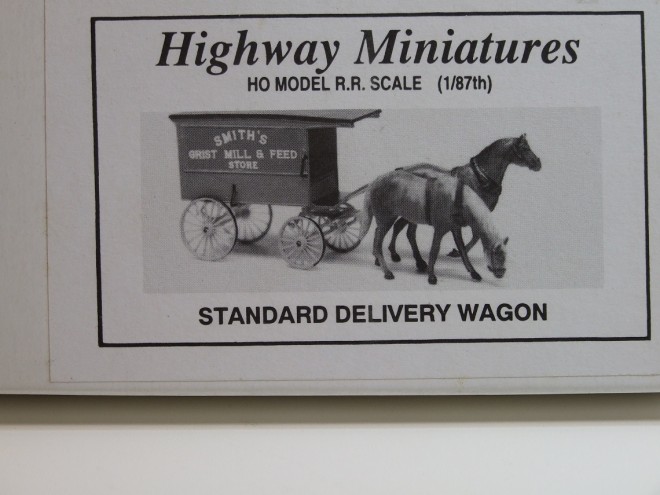 Highway Miniatures
HO MODEL R.R. SCALE (1/87th)
SMITH'S
GRIST MILL & FEED
STORE
STANDARD DELIVERY WAGON